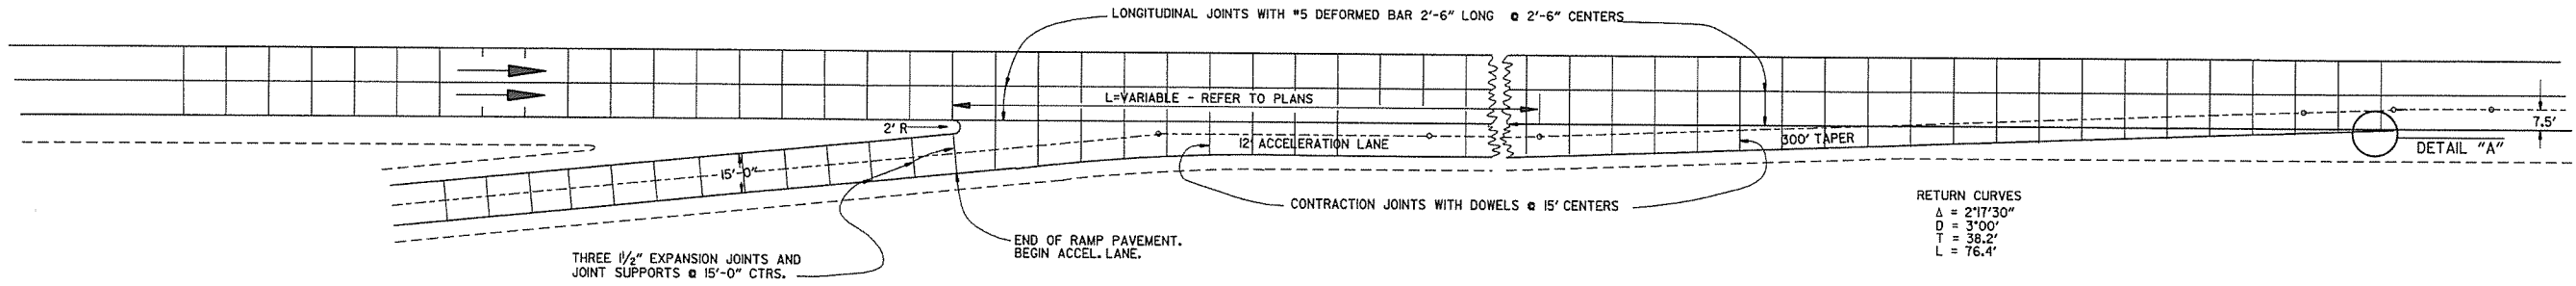 LONGITUDINAL JOINTS WITH #5 DEFORMED BAR 2'-6" LONG @ 2'-6" CENTERS
L=VARIABLE - REFER TO PLANS
2' R
7.5'
12' ACCELERATION LANE
300' TAPER
DETAIL "A"
15'-0"
CONTRACTION JOINTS WITH DOWELS @ 15' CENTERS
RETURN CURVES
Δ = 2°17'30"
D = 3°00'
T = 38.2'
L = 76.4'
END OF RAMP PAVEMENT.
BEGIN ACCEL. LANE.
THREE 1½" EXPANSION JOINTS AND
JOINT SUPPORTS @ 15'-0" CTRS.